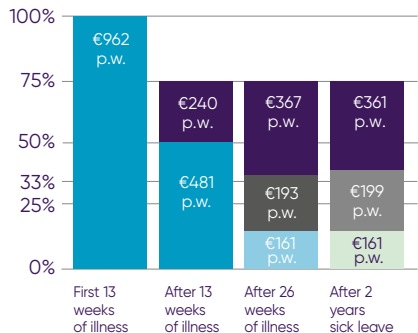 100%
75%
50%
33%
25%
0%
€962
p.w.
€240
p.w.
€481
p.w.
€367
p.w.
€193
p.w.
€161
p.w.
€361
p.w.
€199
p.w.
€161
p.w.
First 13
weeks
of illness
After 13
weeks
of illness
After 26
weeks
of illness
After 2
years
sick leave